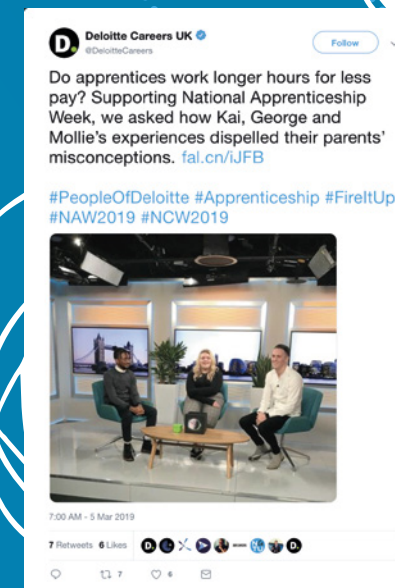 Deloitte Careers UK
@DeloitteCareers
Follow
Do apprentices work longer hours for less
pay? Supporting National Apprenticeship
Week, we asked how Kai, George and
Mollie's experiences dispelled their parents'
misconceptions. fal.cn/iJFB
#PeopleOfDeloitte #Apprenticeship #FireItUp
#NAW2019 #NCW2019
7:00 AM - 5 Mar 2019
7 Retweets 6 Likes
7 6